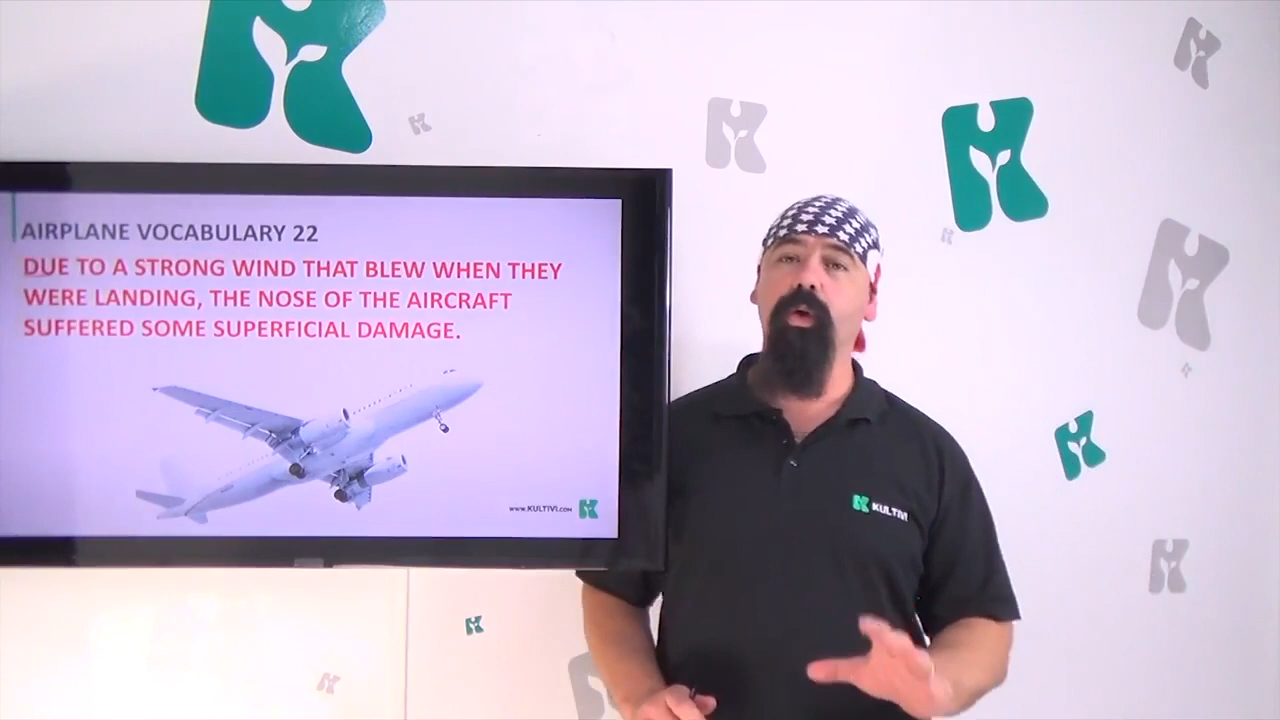 AIRPLANE VOCABULARY 22
DUE TO A STRONG WIND THAT BLEW WHEN THEY
WERE LANDING, THE NOSE OF THE AIRCRAFT
SUFFERED SOME SUPERFICIAL DAMAGE.
www.KULTIVI.COM
KULTIVI